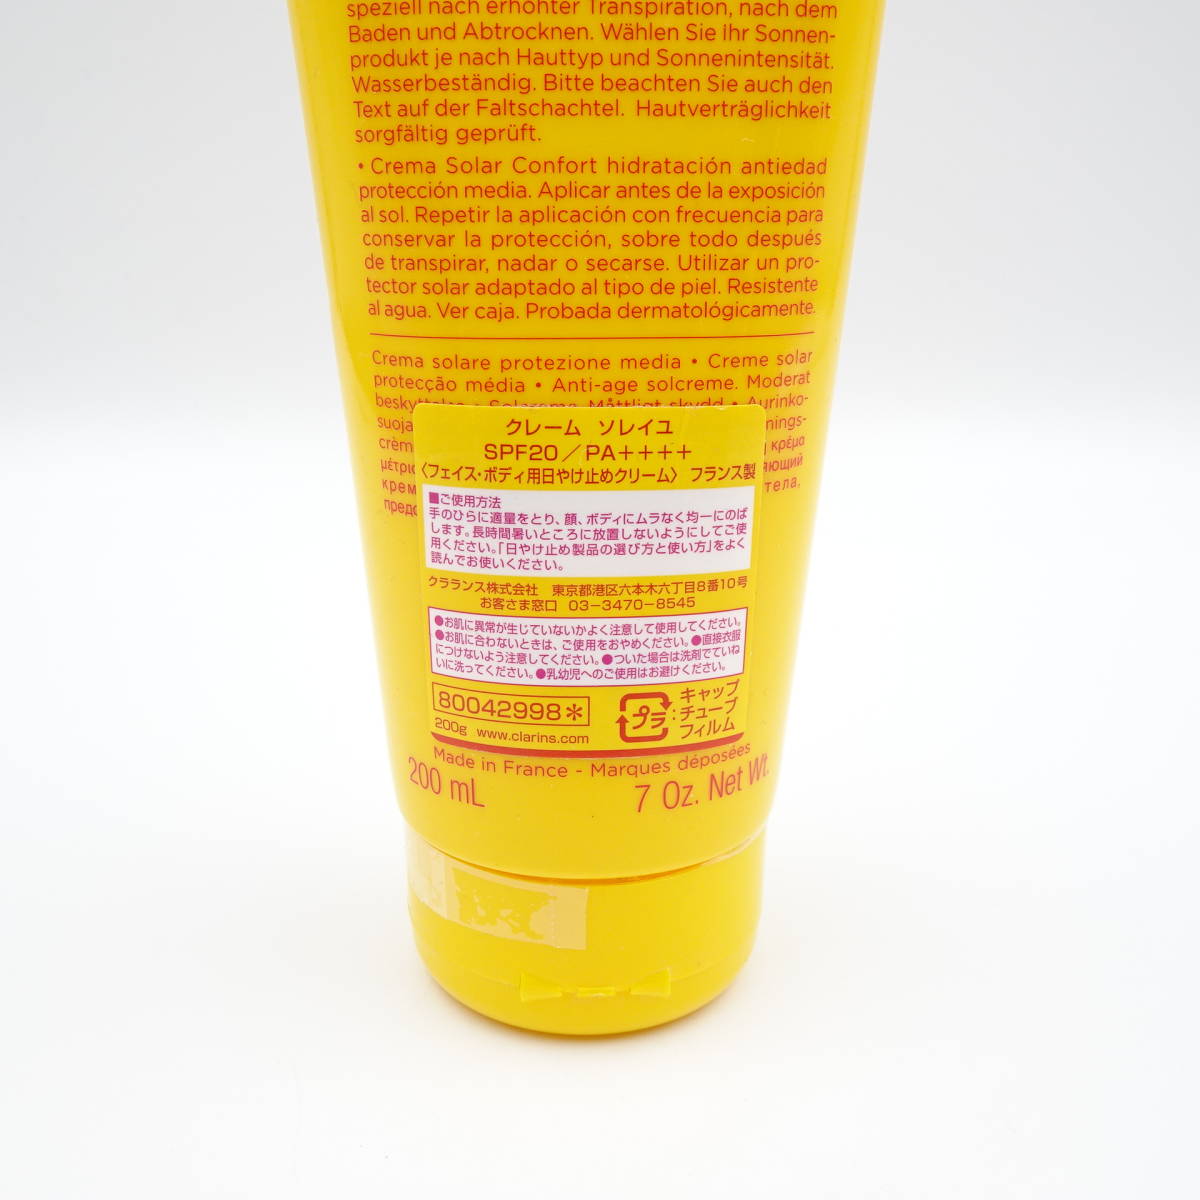 speziell nach erhöhter Transpiration, nach dem
Baden und Abtrocknen. Wählen Sie Ihr Sonnen-
produkt je nach Hauttyp und Sonnenintensität.
Wasserbeständig. Bitte beachten Sie auch den
Text auf der Faltschachtel. Hautverträglichkeit
sorgfältig geprüft.
• Crema Solar Confort hidratación antiedad
protección media. Aplicar antes de la exposición
al sol. Repetir la aplicación con frecuencia para
conservar la protección, sobre todo después
de transpirar, nadar o secarse. Utilizar un pro-
tector solar adaptado al tipo de piel. Resistente
al agua. Ver caja. Probada dermatológicamente.
Crema solare protezione media • Creme solar
protecção média • Anti-age solcreme. Moderat
Solcreme. Måttligt skydd • Aurinko-
クレーム ソレイユ
SPF20／PA++++
〈フェイス・ボディ用日やけ止めクリーム〉 フランス製
■ご使用方法
手のひらに適量をとり、顔、ボディにムラなく均一にのば
します。長時間暑いところに放置しないようにしてご使
用ください。「日やけ止め製品の選び方と使い方」をよく
読んでお使いください。
クラランス株式会社 東京都港区六本木六丁目8番10号
お客さま窓口 03-3470-8545
●お肌に異常が生じていないかよく注意して使用してください。
●お肌に合わないときは、ご使用をおやめください。●直接衣服
につけないよう注意してください。●ついた場合は洗剤でていね
いに洗ってください。●乳幼児へのご使用はお避けください。
80042998＊
200g www.clarins.com
プラ
:キャップ
チューブ
フィルム
Made in France - Marques déposées
200 mL
7 Oz. Net Wt.